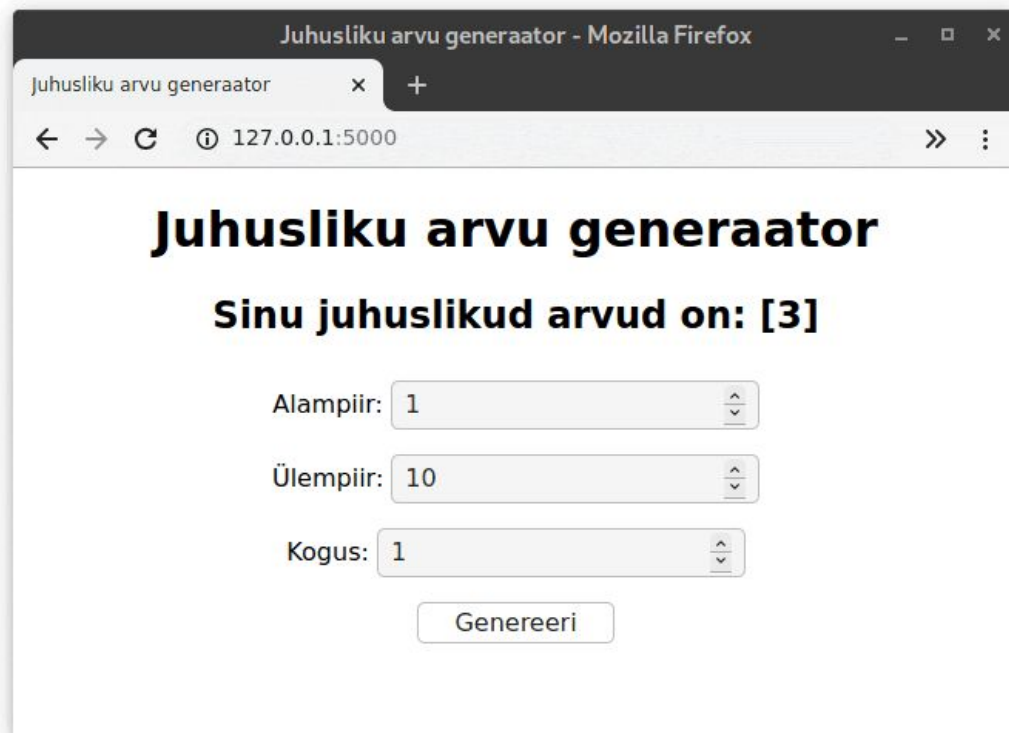 Juhusliku arvu generaator - Mozilla Firefox
Juhusliku arvu generaator
127.0.0.1:5000
Juhusliku arvu generaator
Sinu juhuslikud arvud on: [3]
Alampiir: 1
Ülempiir: 10
Kogus: 1
Genereeri